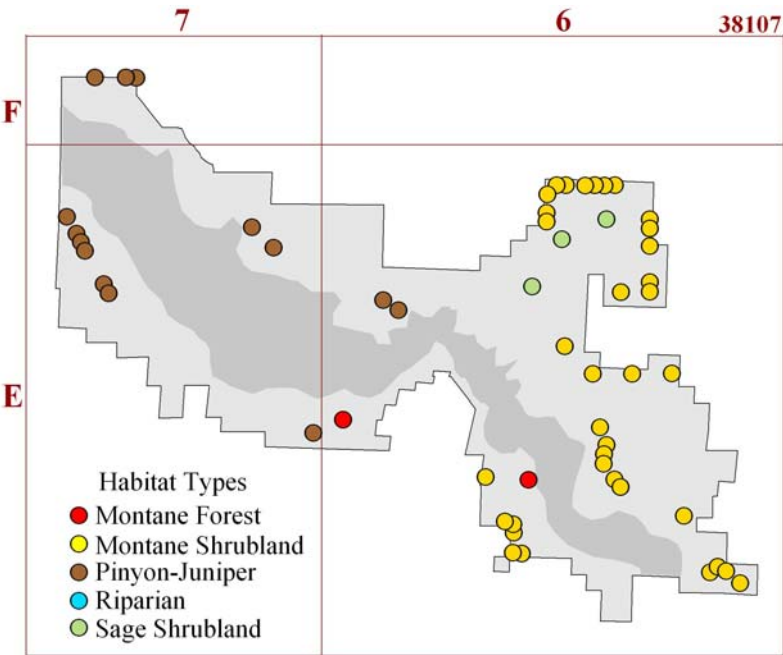 7 6 38107
F
E
Habitat Types
Montane Forest
Montane Shrubland
Pinyon-Juniper
Riparian
Sage Shrubland